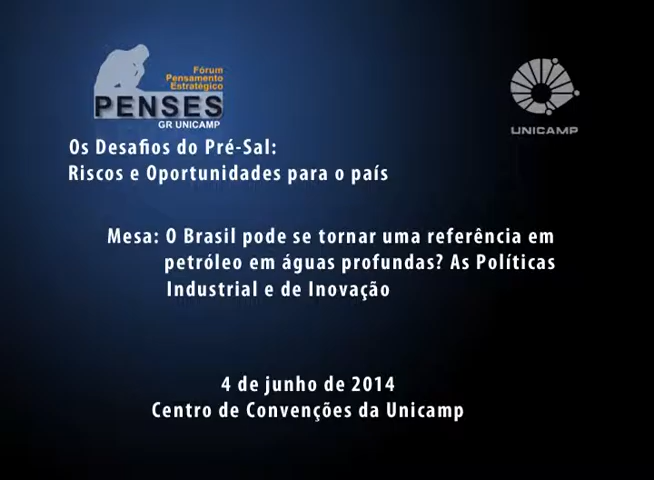 Fórum
Pensamento
Estratégico
PENSES
GR UNICAMP
UNICAMP
Os Desafios do Pré-Sal:
Riscos e Oportunidades para o país
Mesa: O Brasil pode se tornar uma referência em
petróleo em águas profundas? As Políticas
Industrial e de Inovação
4 de junho de 2014
Centro de Convenções da Unicamp